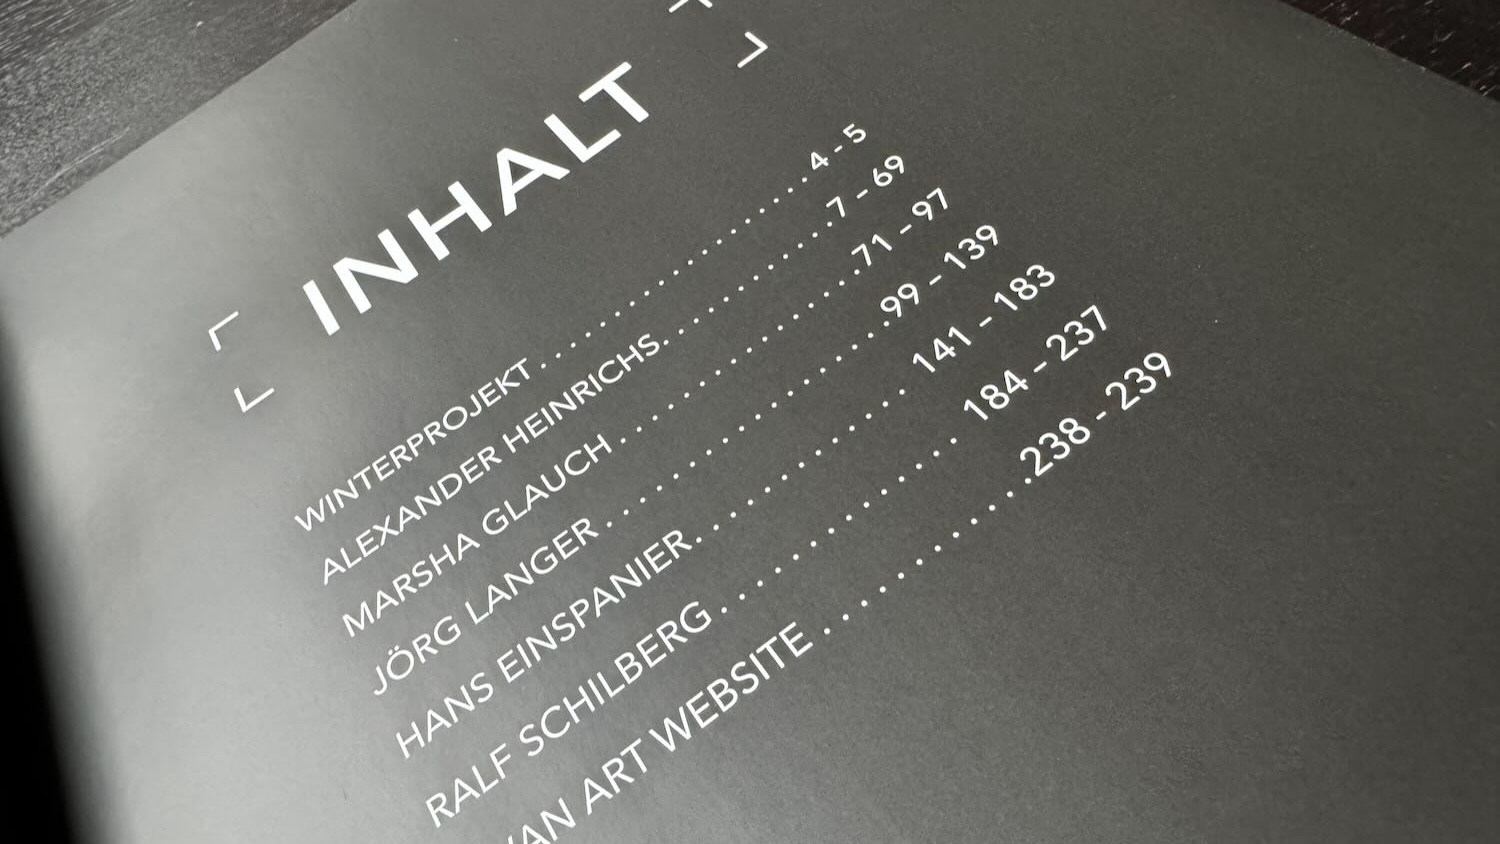 INHALT
WINTERPROJEKT . . . . . . . . . . . . . . . . . . . . 4 - 5
ALEXANDER HEINRICHS. . . . . . . . . . . . . 7 - 69
MARSHA GLAUCH . . . . . . . . . . . . . . . . . 71 - 97
JÖRG LANGER . . . . . . . . . . . . . . . . . . . . 99 - 139
HANS EINSPANIER. . . . . . . . . . . . . . . . 141 - 183
RALF SCHILBERG . . . . . . . . . . . . . . . . . 184 - 237
ART WEBSITE . . . . . . . . . . . . . . 238 - 239